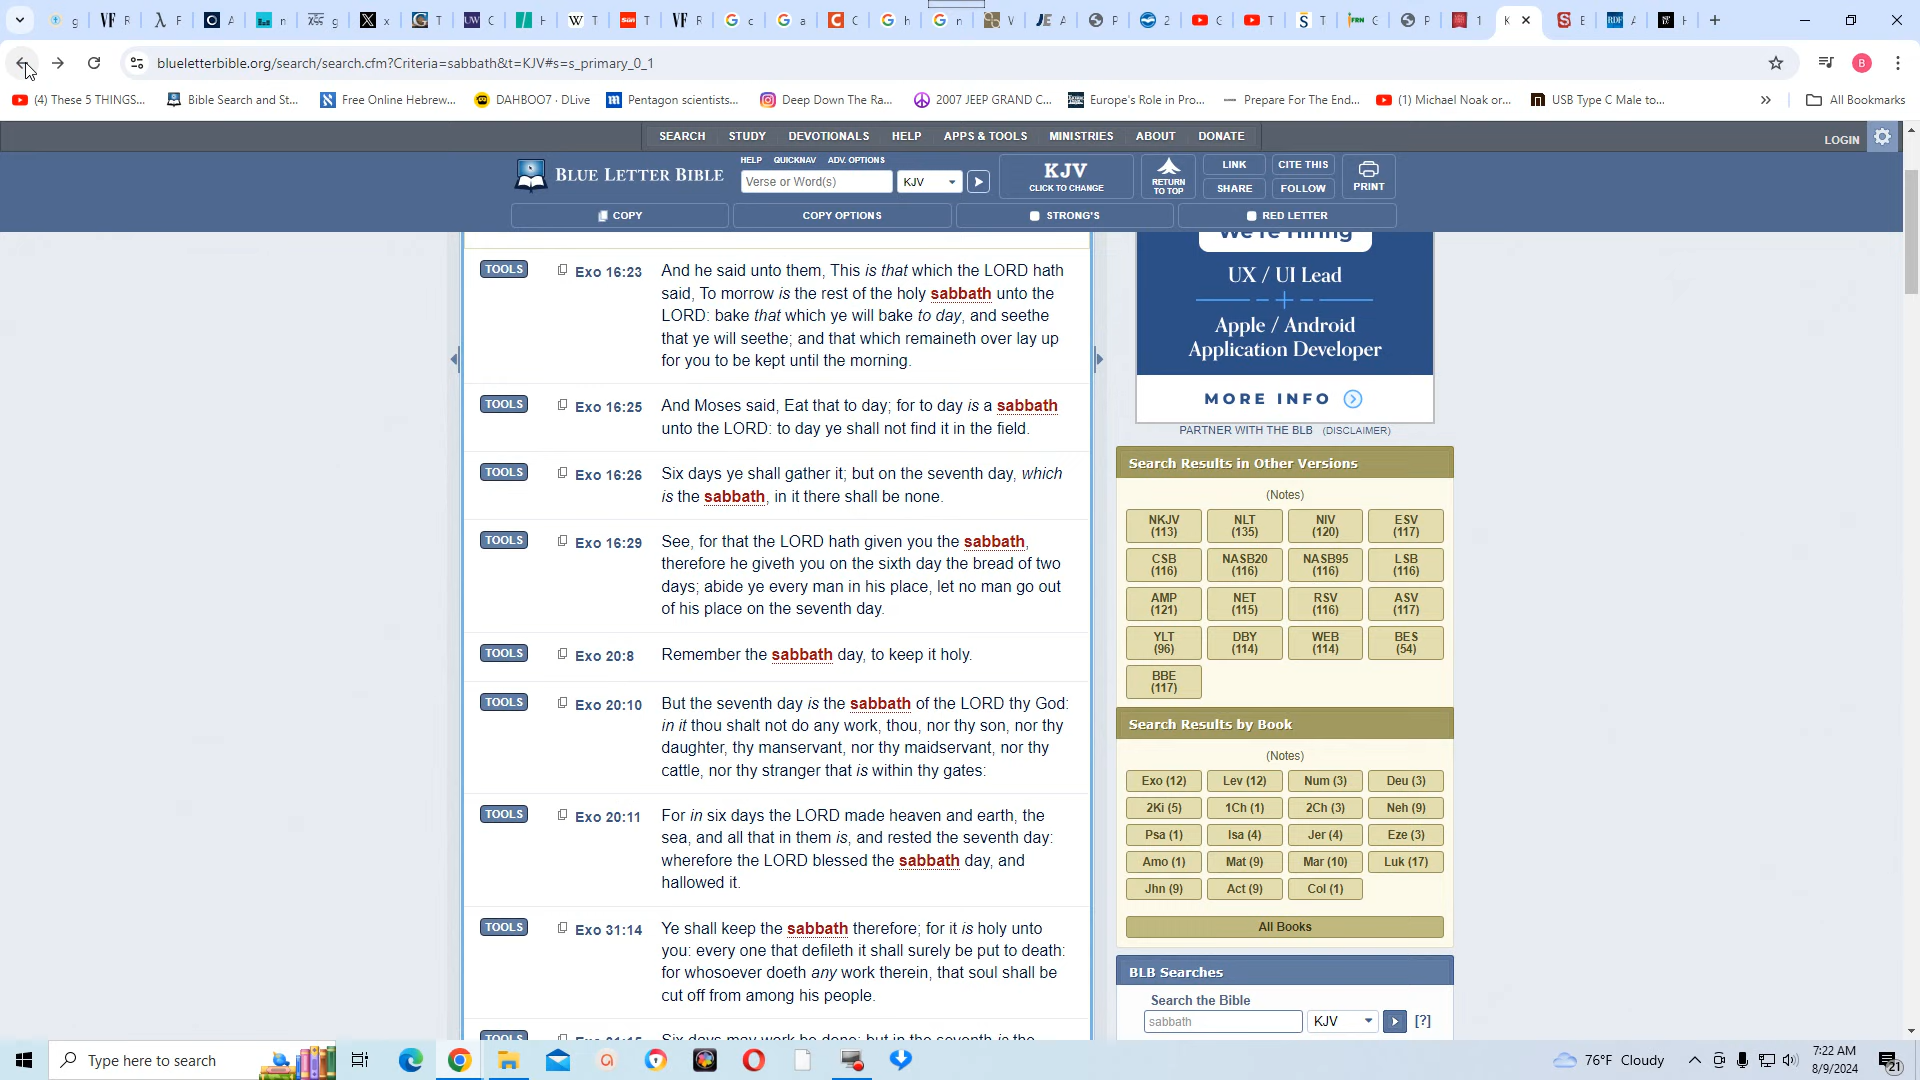 g
VF R
F
A
n
g
x
T
C
H
T
T
VF R
c
a
C
h
n
V
A
P
2
C
T
T
C
P
1
K
E
A
H
blueletterbible.org/search/search.cfm?Criteria=sabbath&t=KJV#s=s_primary_0_1
B
(4) These 5 THINGS...
Bible Search and St...
Free Online Hebrew...
DAHBOO7 - DLive
Pentagon scientists...
Deep Down The Ra...
2007 JEEP GRAND C...
Europe's Role in Pro...
Prepare For The End...
(1) Michael Noak or...
USB Type C Male to...
»
All Bookmarks
SEARCH STUDY DEVOTIONALS HELP APPS & TOOLS MINISTRIES ABOUT DONATE
LOGIN
BLUE LETTER BIBLE
HELP QUICKNAV ADV. OPTIONS
Verse or Word(s)
KJV
KJV
CLICK TO CHANGE
RETURN
TO TOP
LINK
CITE THIS
SHARE
FOLLOW
PRINT
COPY
COPY OPTIONS
STRONG'S
RED LETTER
TOOLS Exo 16:23 And he said unto them, This is that which the LORD hath
said, To morrow is the rest of the holy sabbath unto the
LORD: bake that which ye will bake to day, and seethe
that ye will seethe; and that which remaineth over lay up
for you to be kept until the morning.
TOOLS Exo 16:25 And Moses said, Eat that to day; for to day is a sabbath
unto the LORD: to day ye shall not find it in the field.
TOOLS Exo 16:26 Six days ye shall gather it; but on the seventh day, which
is the sabbath, in it there shall be none.
TOOLS Exo 16:29 See, for that the LORD hath given you the sabbath,
therefore he giveth you on the sixth day the bread of two
days; abide ye every man in his place, let no man go out
of his place on the seventh day.
TOOLS Exo 20:8 Remember the sabbath day, to keep it holy.
TOOLS Exo 20:10 But the seventh day is the sabbath of the LORD thy God:
in it thou shalt not do any work, thou, nor thy son, nor thy
daughter, thy manservant, nor thy maidservant, nor thy
cattle, nor thy stranger that is within thy gates:
TOOLS Exo 20:11 For in six days the LORD made heaven and earth, the
sea, and all that in them is, and rested the seventh day:
wherefore the LORD blessed the sabbath day, and
hallowed it.
TOOLS Exo 31:14 Ye shall keep the sabbath therefore; for it is holy unto
you: every one that defileth it shall surely be put to death:
for whosoever doeth any work therein, that soul shall be
cut off from among his people.
We're Hiring
UX / UI Lead
Apple / Android
Application Developer
MORE INFO
PARTNER WITH THE BLB (DISCLAIMER)
Search Results in Other Versions
(Notes)
NKJV (113) NLT (135) NIV (120) ESV (117)
CSB (116) NASB20 (116) NASB95 (116) LSB (116)
AMP (121) NET (115) RSV (116) ASV (117)
YLT (96) DBY (114) WEB (114) BES (54)
BBE (117)
Search Results by Book
(Notes)
Exo (12) Lev (12) Num (3) Deu (3)
2Ki (5) 1Ch (1) 2Ch (3) Neh (9)
Psa (1) Isa (4) Jer (4) Eze (3)
Amo (1) Mat (9) Mar (10) Luk (17)
Jhn (9) Act (9) Col (1)
All Books
BLB Searches
Search the Bible
sabbath KJV [?]
Type here to search
76°F Cloudy
7:22 AM
8/9/2024
21